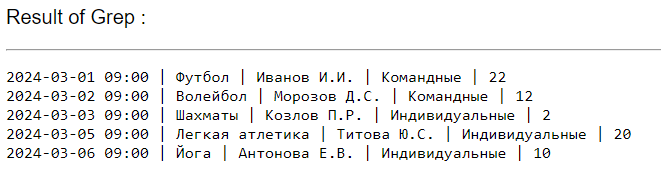 Result of Grep :
2024-03-01 09:00 | Футбол | Иванов И.И. | Командные | 22
2024-03-02 09:00 | Волейбол | Морозов Д.С. | Командные | 12
2024-03-03 09:00 | Шахматы | Козлов П.Р. | Индивидуальные | 2
2024-03-05 09:00 | Легкая атлетика | Титова Ю.С. | Индивидуальные | 20
2024-03-06 09:00 | Йога | Антонова Е.В. | Индивидуальные | 10